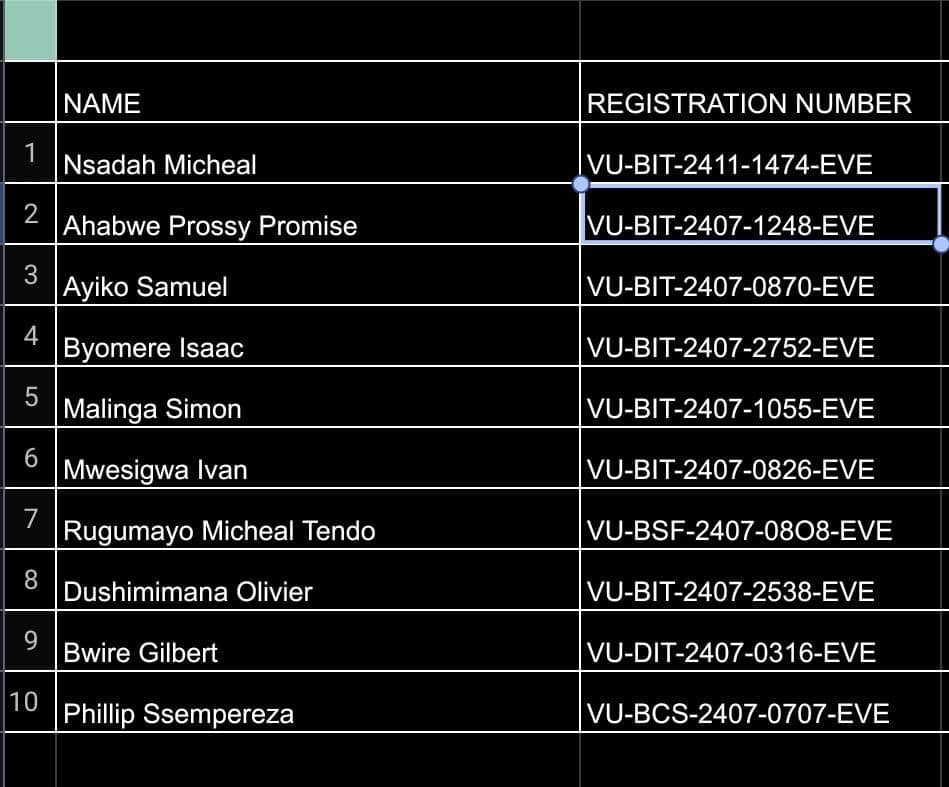 NAME REGISTRATION NUMBER
1 Nsadah Micheal VU-BIT-2411-1474-EVE
2 Ahabwe Prossy Promise VU-BIT-2407-1248-EVE
3 Ayiko Samuel VU-BIT-2407-0870-EVE
4 Byomere Isaac VU-BIT-2407-2752-EVE
5 Malinga Simon VU-BIT-2407-1055-EVE
6 Mwesigwa Ivan VU-BIT-2407-0826-EVE
7 Rugumayo Micheal Tendo VU-BSF-2407-08O8-EVE
8 Dushimimana Olivier VU-BIT-2407-2538-EVE
9 Bwire Gilbert VU-DIT-2407-0316-EVE
10 Phillip Ssempereza VU-BCS-2407-0707-EVE